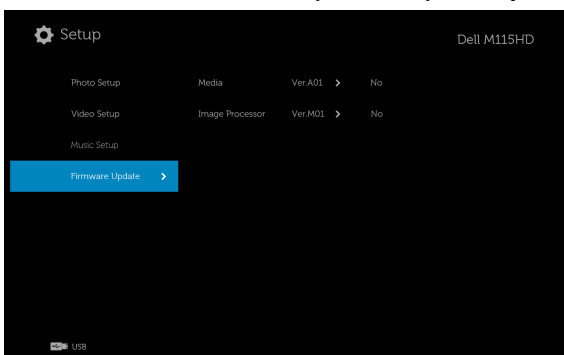 Setup
Dell M115HD
Photo Setup Media Ver.A01 > No
Video Setup Image Processor Ver.M01 > No
Music Setup
Firmware Update >
USB